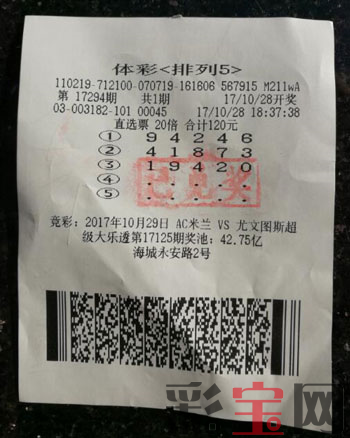 体彩<排列5>
110219-712100-070719-161606 567915 M211wA
第 17294期 共1期 17/10/28开奖
03-003182-101 00045 17/10/28 18:37:38
直选票 20倍 合计120元
① 9 4 2 4 6
② 4 1 8 7 3
③ 1 9 4 2 0
④ - - - - -
⑤ - - - - -
已兑奖
竞彩: 2017年10月29日 AC米兰 VS 尤文图斯超
级大乐透第17125期奖池: 42.75亿
海城永安路2号
彩宝网